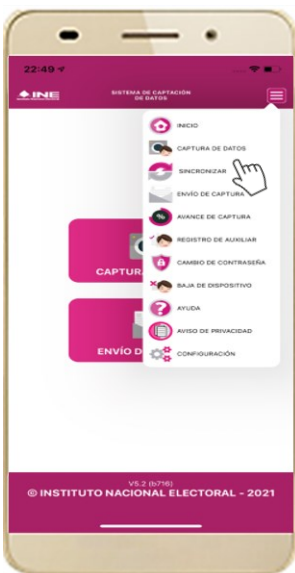 22:49
INE
SISTEMA DE CAPTACIÓN
DE DATOS
INICIO
CAPTURA DE DATOS
SINCRONIZAR
ENVÍO DE CAPTURA
AVANCE DE CAPTURA
REGISTRO DE AUXILIAR
CAMBIO DE CONTRASEÑA
BAJA DE DISPOSITIVO
AYUDA
AVISO DE PRIVACIDAD
CONFIGURACIÓN
CAPTURA
ENVÍO D
V5.2 (b716)
© INSTITUTO NACIONAL ELECTORAL - 2021